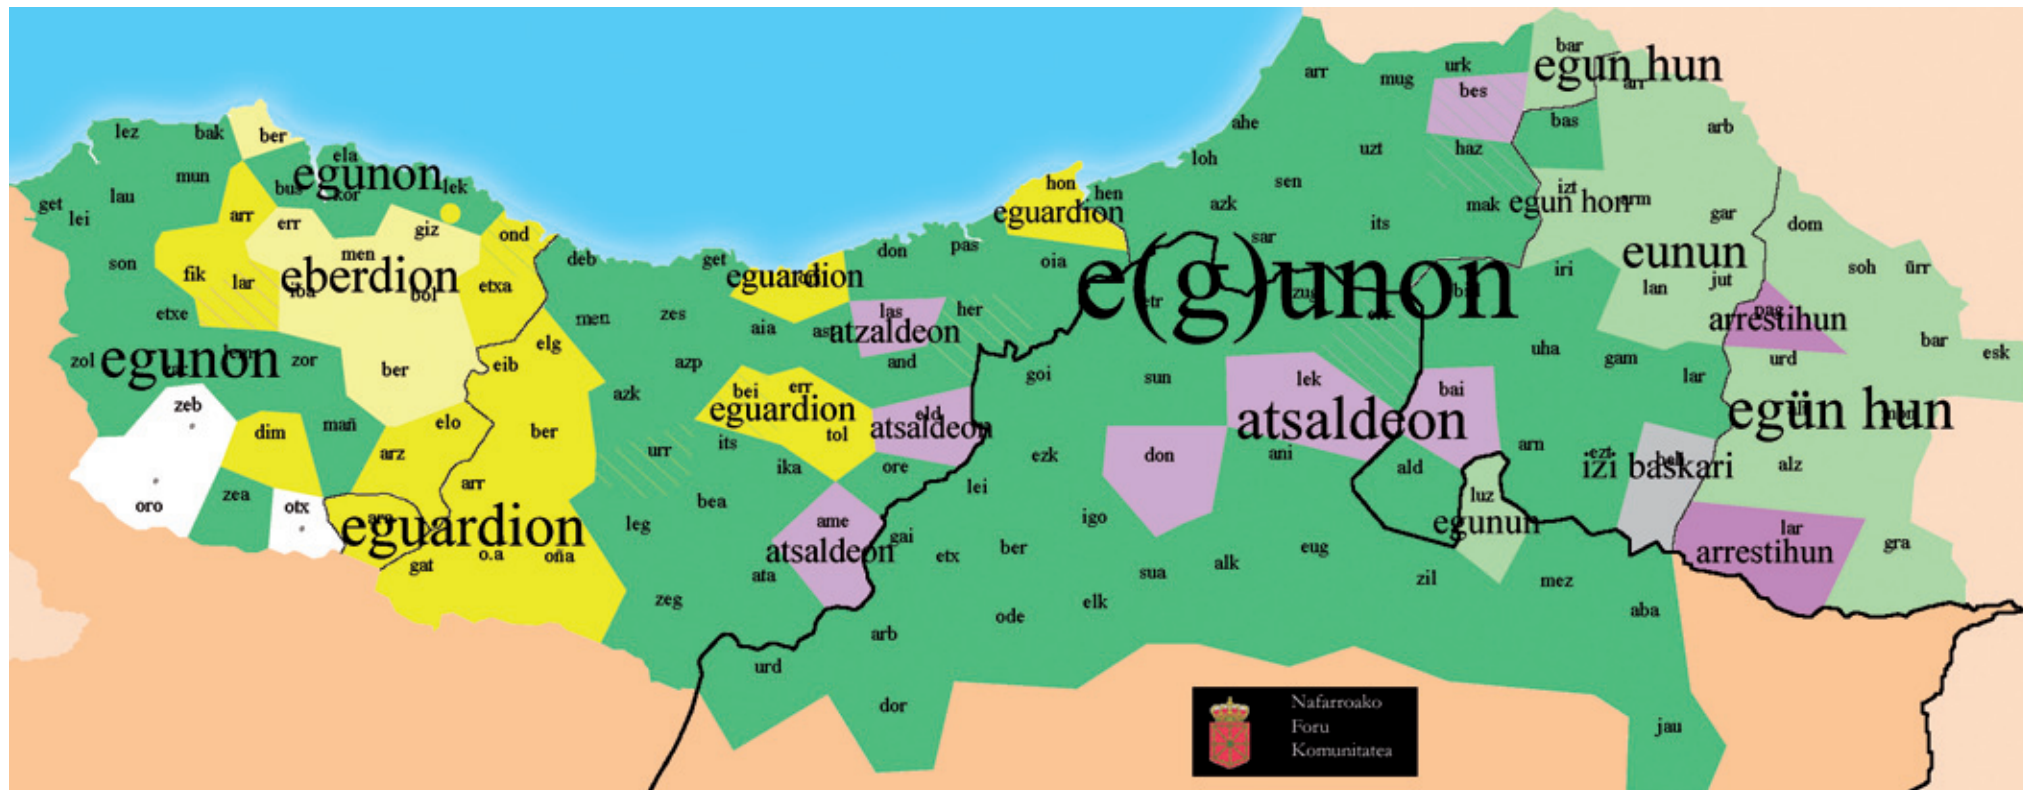 bar
egun hun
arr
mug
urk
arr
bes
lez
bak
ber
ahe
bas
arb
ela
loh
uzt
haz
mun
egunon
bus
kor
lek
hon
hen
sen
izt
arm
get
lei
lau
arr
eguardion
azk
mak
egun hon
gar
err
giz
ond
its
dom
men
don
pas
sar
eunun
son
fik
lar
eberdion
iba
bol
etxa
deb
get
eguardion
oia
e(g)unon
etr
zug
iri
lan
jut
soh
ürr
etxe
men
zes
aia
las
atzaldeon
her
pag
arrestihun
zol
egunon
zor
ber
eib
elg
azp
and
goi
sun
uha
gam
lar
urd
bar
esk
zeb
azk
bei
err
eguardion
tol
eld
atsaldeon
lek
atsaldeon
bai
egün hun
dim
mañ
elo
ber
arz
urr
its
ika
ore
ezk
don
ani
ald
arn
ezt
izi baskari
alz
oro
zea
otx
arr
eguardion
leg
bea
ame
atsaldeon
lei
gai
igo
luz
egunun
lar
arrestihun
gra
gat
o.a
oña
ata
etx
ber
sua
alk
eug
zil
mez
zeg
elk
ode
aba
arb
urd
dor
jau
Nafarroako
Foru
Komunitatea